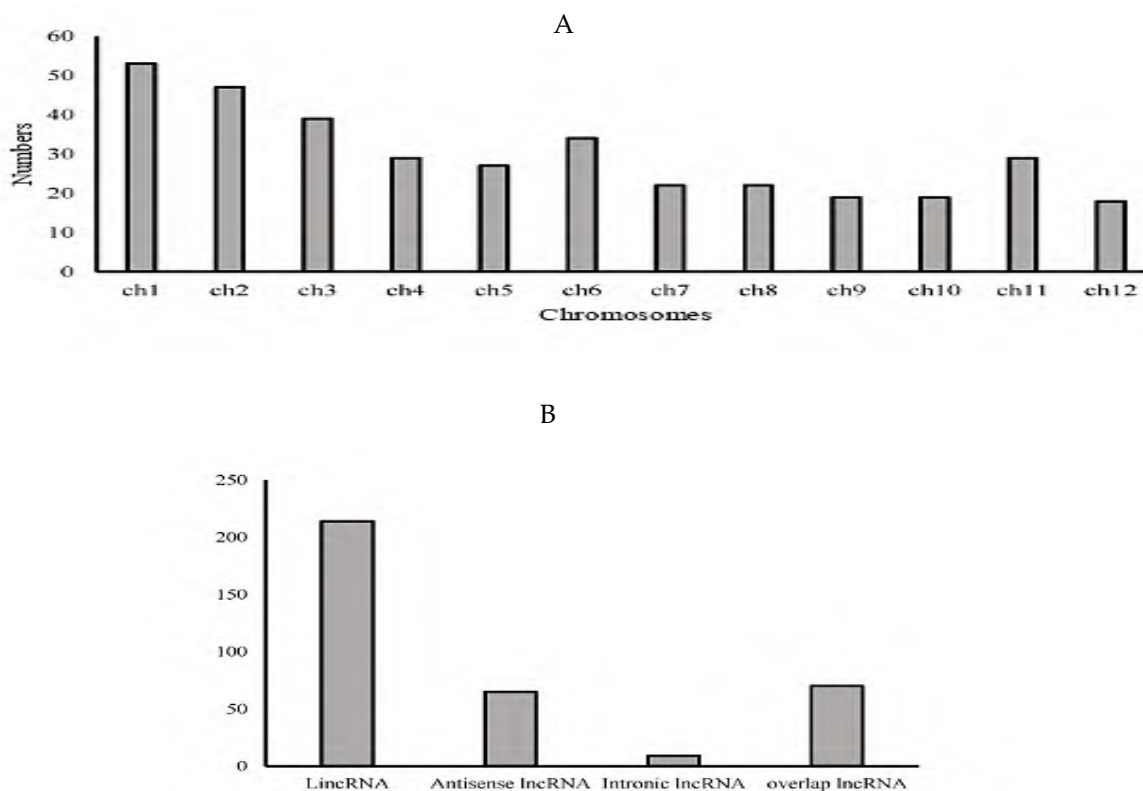 A
60
50
40
30
20
10
0
Numbers
ch1 ch2 ch3 ch4 ch5 ch6 ch7 ch8 ch9 ch10 ch11 ch12
Chromosomes
B
250
200
150
100
50
0
LincRNA Antisense lncRNA Intronic lncRNA overlap lncRNA